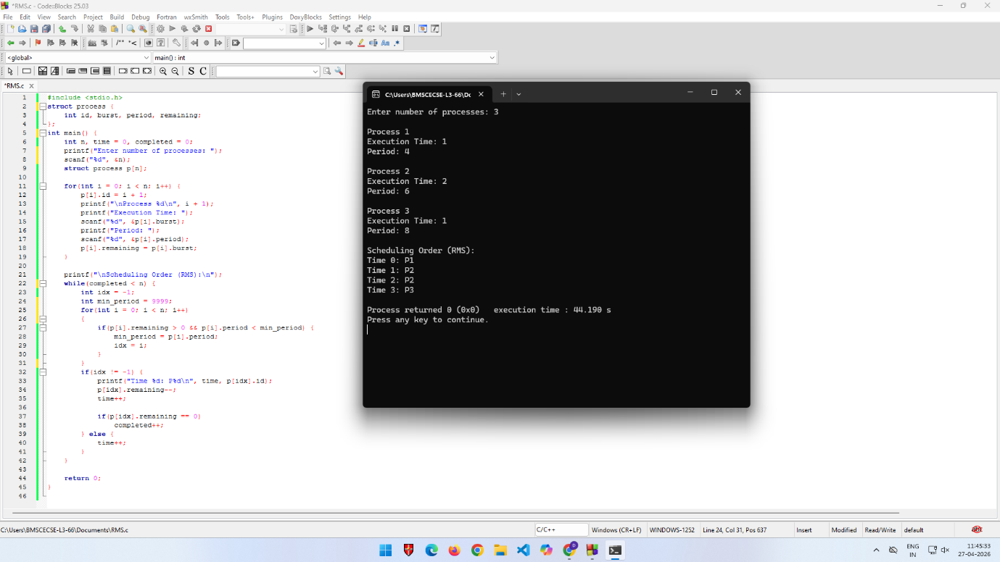 *RMS.c - Code::Blocks 25.03
File Edit View Search Project Build Debug Fortran wxSmith Tools Tools+ Plugins DoxyBlocks Settings Help
/** *<
Aa .*
<global> main() : int
S C
*RMS.c
1 #include <stdio.h>
2 struct process {
3 int id, burst, period, remaining;
4 };
5 int main() {
6 int n, time = 0, completed = 0;
7 printf("Enter number of processes: ");
8 scanf("%d", &n);
9 struct process p[n];
10
11 for(int i = 0; i < n; i++) {
12 p[i].id = i + 1;
13 printf("\nProcess %d\n", i + 1);
14 printf("Execution Time: ");
15 scanf("%d", &p[i].burst);
16 printf("Period: ");
17 scanf("%d", &p[i].period);
18 p[i].remaining = p[i].burst;
19 }
20
21 printf("\nScheduling Order (RMS):\n");
22 while(completed < n) {
23 int idx = -1;
24 int min_period = 9999;
25 for(int i = 0; i < n; i++)
26 {
27 if(p[i].remaining > 0 && p[i].period < min_period) {
28 min_period = p[i].period;
29 idx = i;
30 }
31 }
32 if(idx != -1) {
33 printf("Time %d: P%d\n", time, p[idx].id);
34 p[idx].remaining--;
35 time++;
36
37 if(p[idx].remaining == 0)
38 completed++;
39 } else {
40 time++;
41 }
42 }
43
44 return 0;
45 }
46
C:\Users\BMSCECSE-L3-66\Dc
Enter number of processes: 3
Process 1
Execution Time: 1
Period: 4
Process 2
Execution Time: 2
Period: 6
Process 3
Execution Time: 1
Period: 8
Scheduling Order (RMS):
Time 0: P1
Time 1: P2
Time 2: P2
Time 3: P3
Process returned 0 (0x0) execution time : 44.190 s
Press any key to continue.
C:\Users\BMSCECSE-L3-66\Documents\RMS.c C/C++ Windows (CR+LF) WINDOWS-1252 Line 24, Col 31, Pos 637 Insert Modified Read/Write default
ENG
IN
11:45:33
27-04-2026